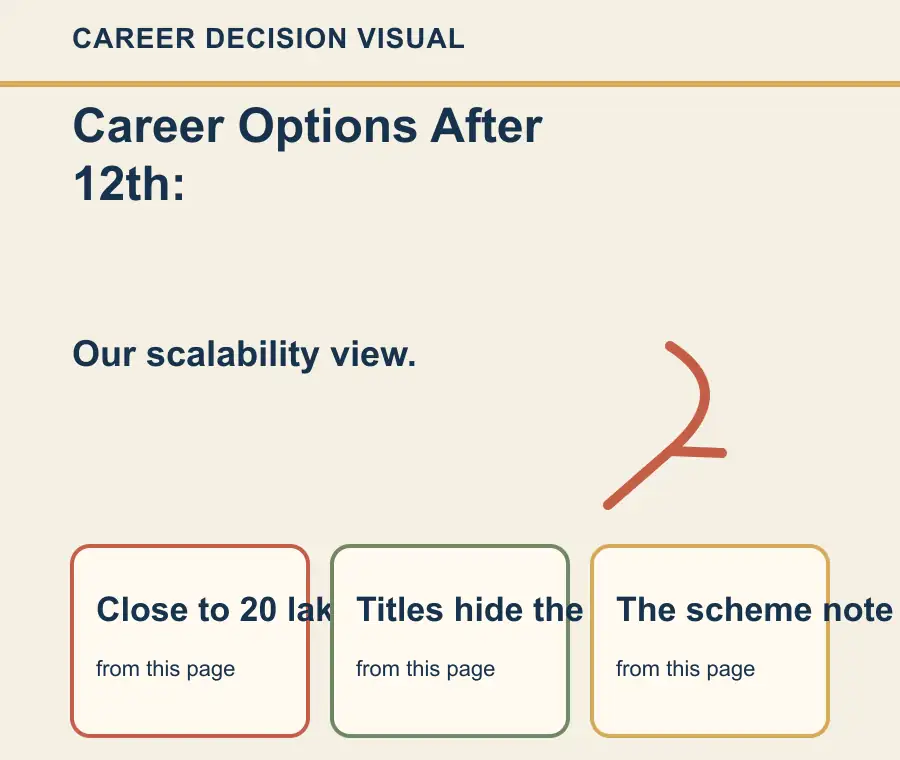 CAREER DECISION VISUAL
Career Options After
12th:
Our scalability view.
Close to 20 lak
Titles hide the
The scheme note
from this page
from this page
from this page